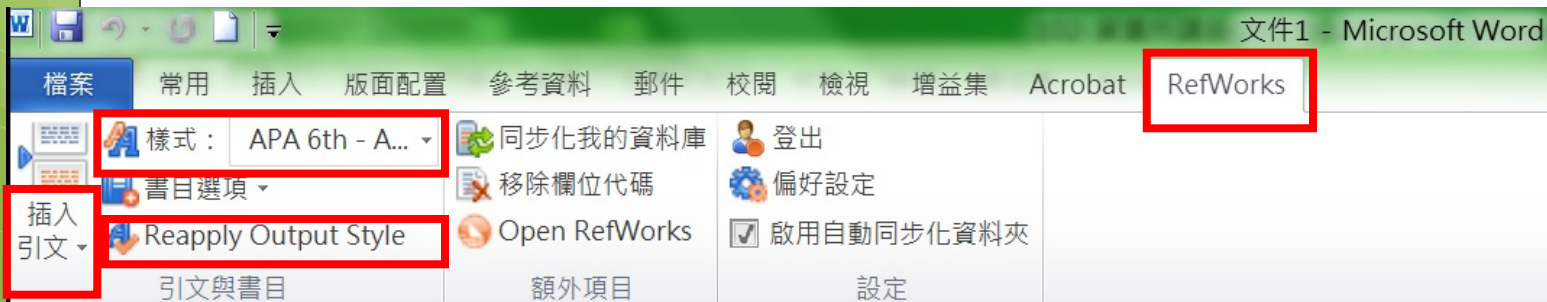 文件1 - Microsoft Word
檔案 常用 插入 版面配置 參考資料 郵件 校閱 檢視 增益集 Acrobat RefWorks
樣式： APA 6th - A... 同步化我的資料庫 登出
書目選項 移除欄位代碼 偏好設定
插入
引文
Reapply Output Style Open RefWorks 啟用自動同步化資料夾
引文與書目 額外項目 設定